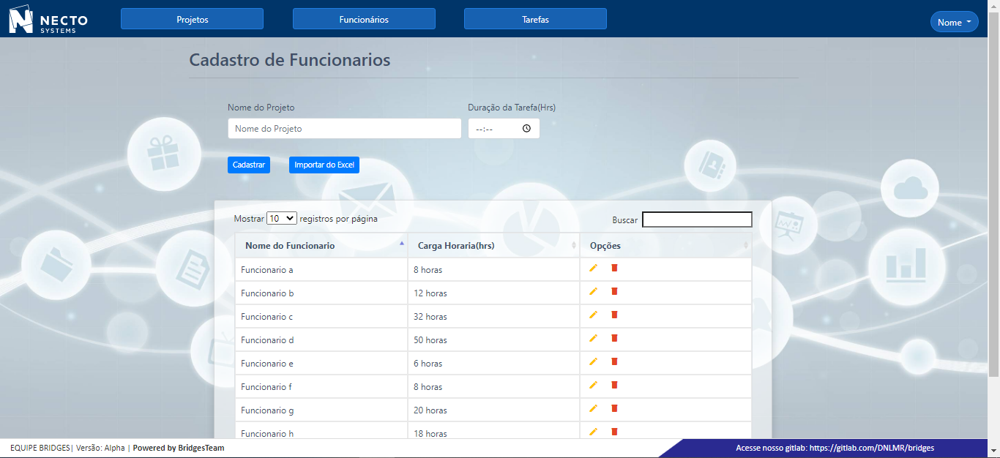 NECTO
SYSTEMS
Projetos
Funcionários
Tarefas
Nome
Cadastro de Funcionarios
Nome do Projeto
Duração da Tarefa(Hrs)
Nome do Projeto
--:--
Cadastrar
Importar do Excel
Mostrar 10 registros por página
Buscar
Nome do Funcionario Carga Horaria(hrs) Opções
Funcionario a 8 horas
Funcionario b 12 horas
Funcionario c 32 horas
Funcionario d 50 horas
Funcionario e 6 horas
Funcionario f 8 horas
Funcionario g 20 horas
Funcionario h 18 horas
EQUIPE BRIDGES| Versão: Alpha | Powered by BridgesTeam
Acesse nosso gitlab: https://gitlab.com/DNLMR/bridges